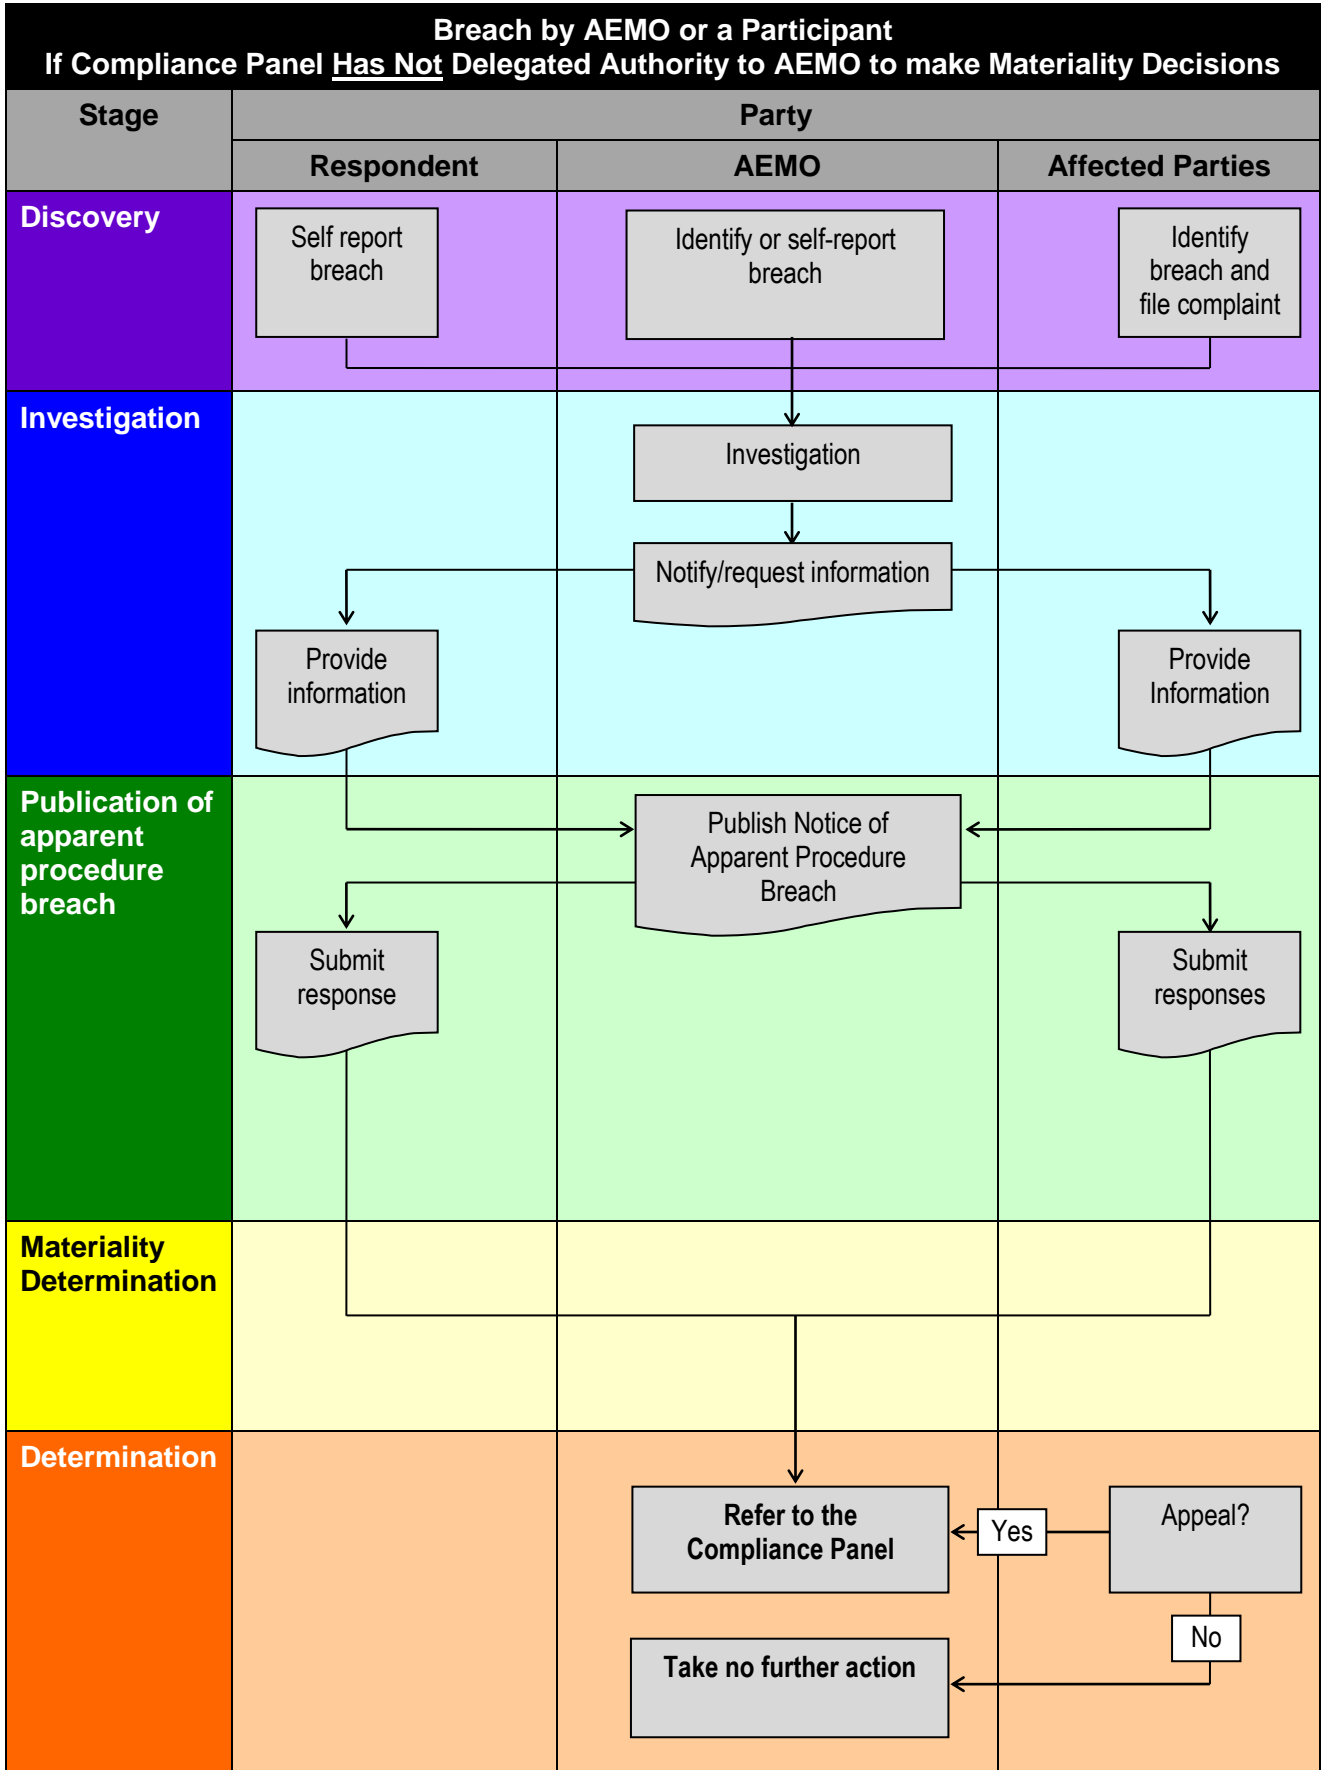 Breach by AEMO or a Participant
If Compliance Panel Has Not Delegated Authority to AEMO to make Materiality Decisions
Stage
Party
Respondent
AEMO
Affected Parties
Discovery
Self report
breach
Identify or self-report
breach
Identify
breach and
file complaint
Investigation
Investigation
Notify/request information
Provide
information
Provide
Information
Publication of
apparent
procedure
breach
Publish Notice of
Apparent Procedure
Breach
Submit
response
Submit
responses
Materiality
Determination
Determination
Refer to the
Compliance Panel
Yes
Appeal?
No
Take no further action